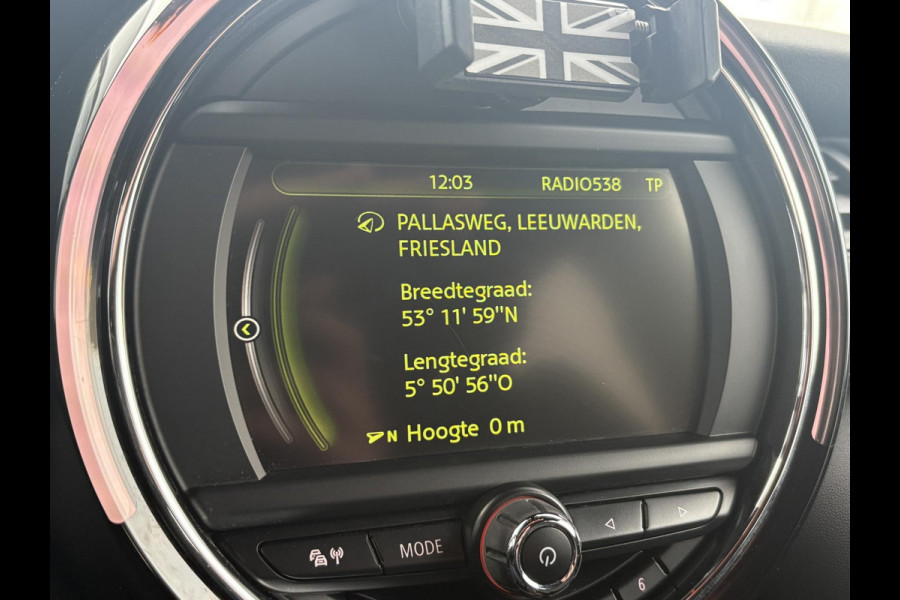 12:03 RADIO538 TP
PALLASWEG, LEEUWARDEN,
FRIESLAND
Breedtegraad:
53° 11' 59"N
Lengtegraad:
5° 50' 56"O
N Hoogte 0 m
MODE
6